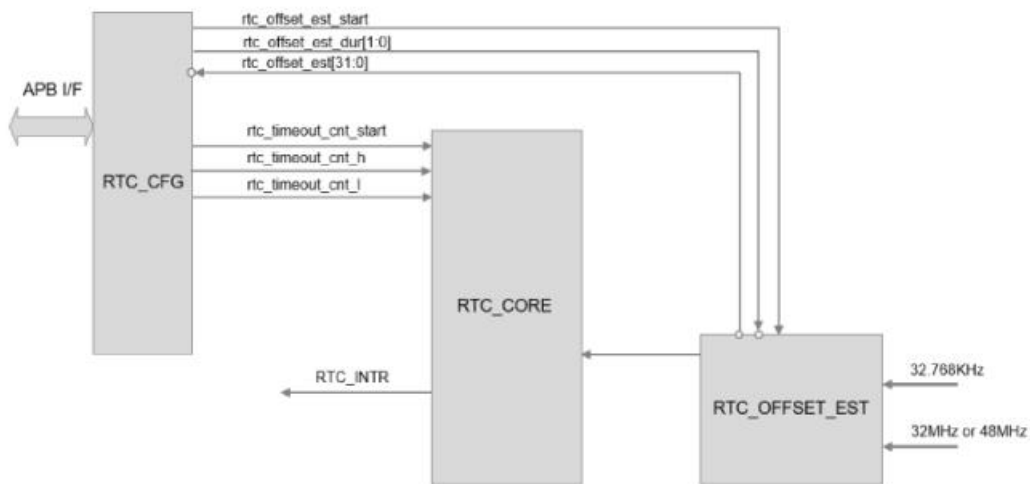 rtc_offset_est_start
rtc_offset_est_dur[1:0]
rtc_offset_est[31:0]
APB I/F
rtc_timeout_cnt_start
rtc_timeout_cnt_h
rtc_timeout_cnt_l
RTC_CFG
RTC_CORE
RTC_INTR
32.768KHz
RTC_OFFSET_EST
32MHz or 48MHz